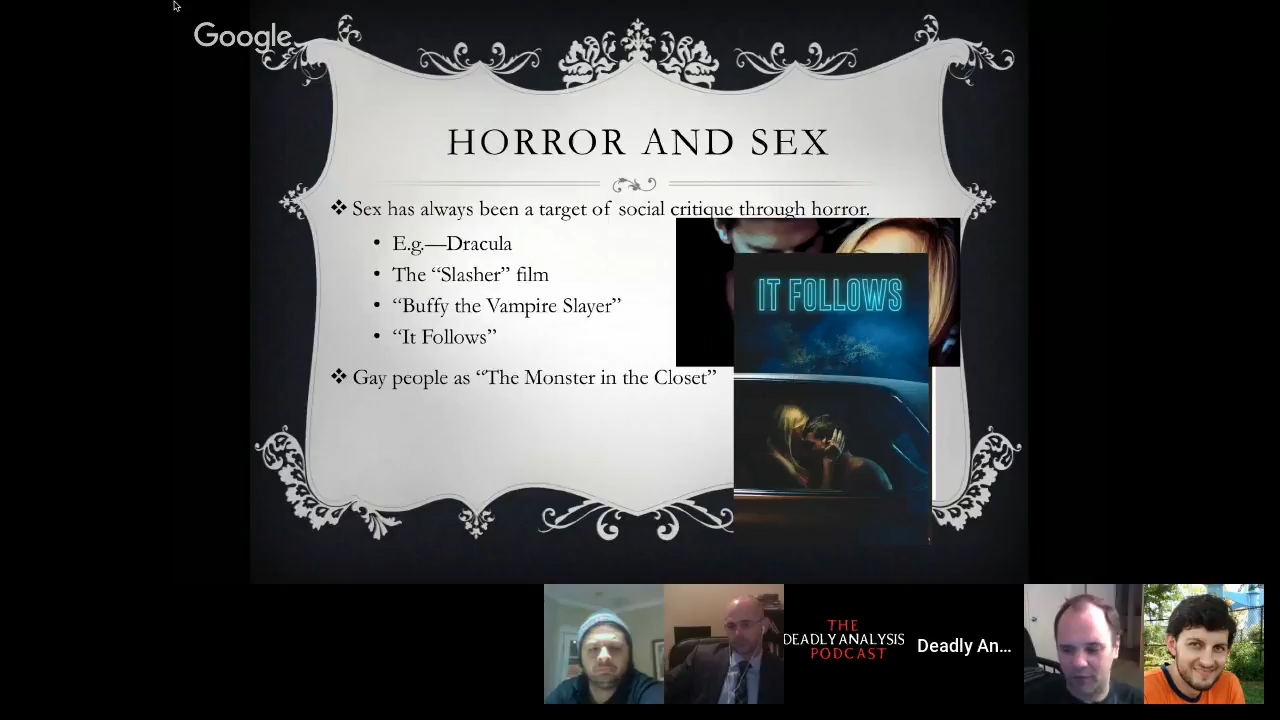 Google
HORROR AND SEX
❖ Sex has always been a target of social critique through horror.
• E.g.—Dracula
• The “Slasher” film
• “Buffy the Vampire Slayer”
• “It Follows”
❖ Gay people as “The Monster in the Closet”
IT FOLLOWS
THE
DEADLY ANALYSIS
PODCAST
Deadly An...